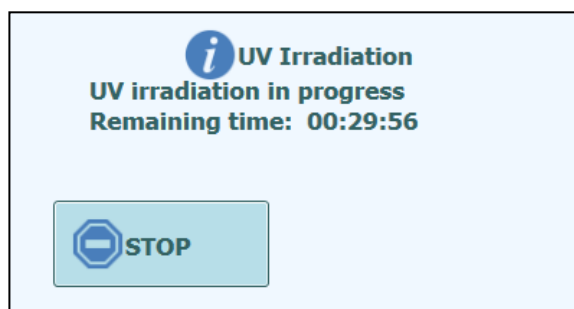 UV Irradiation
UV irradiation in progress
Remaining time: 00:29:56
STOP